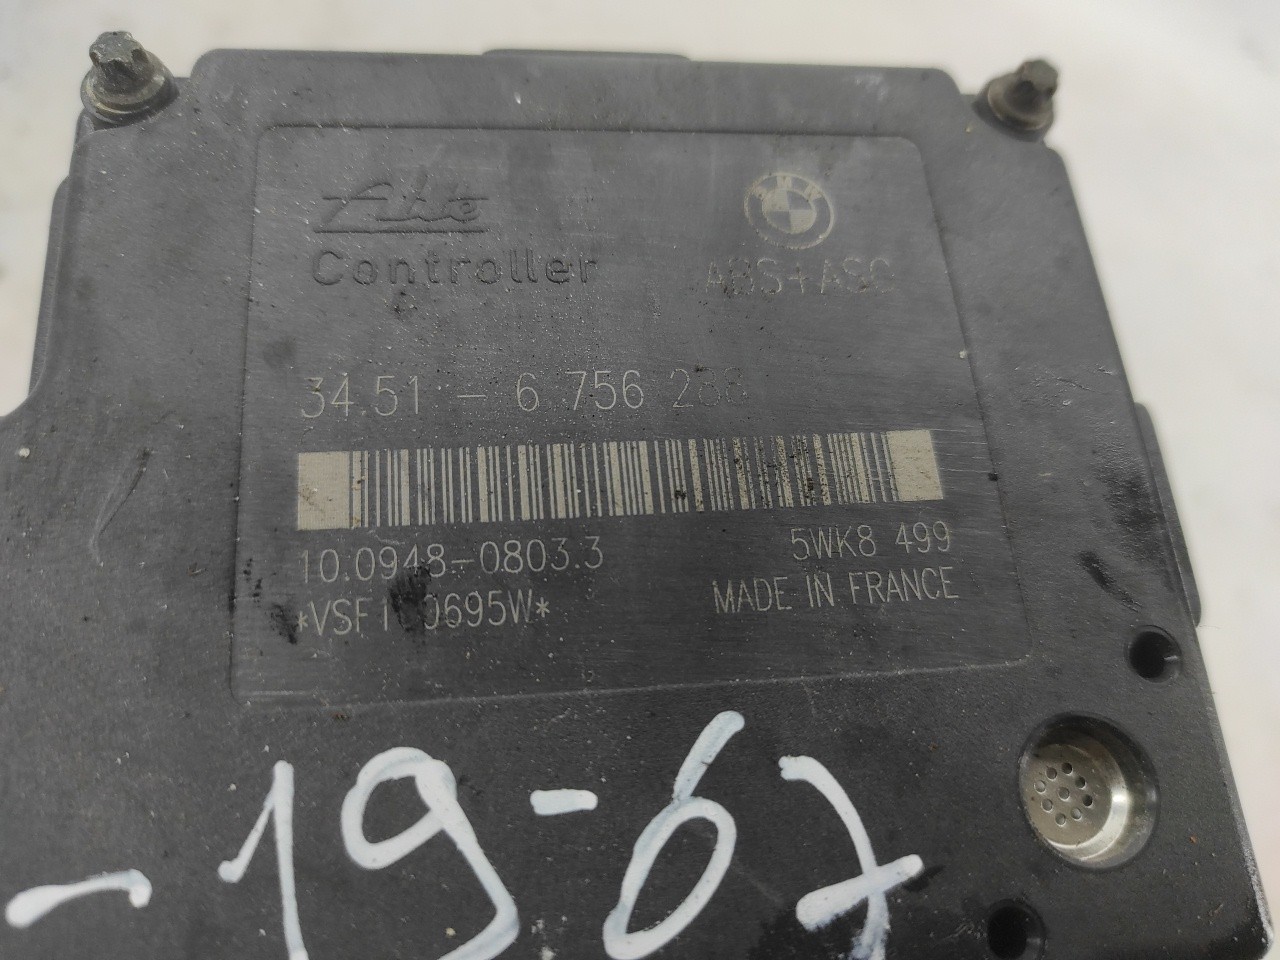 Ate
Controller
BMW
ABS+ASC
34.51 - 6 756 288
10.0948-0803.3
5WK8 499
MADE IN FRANCE
-19-67